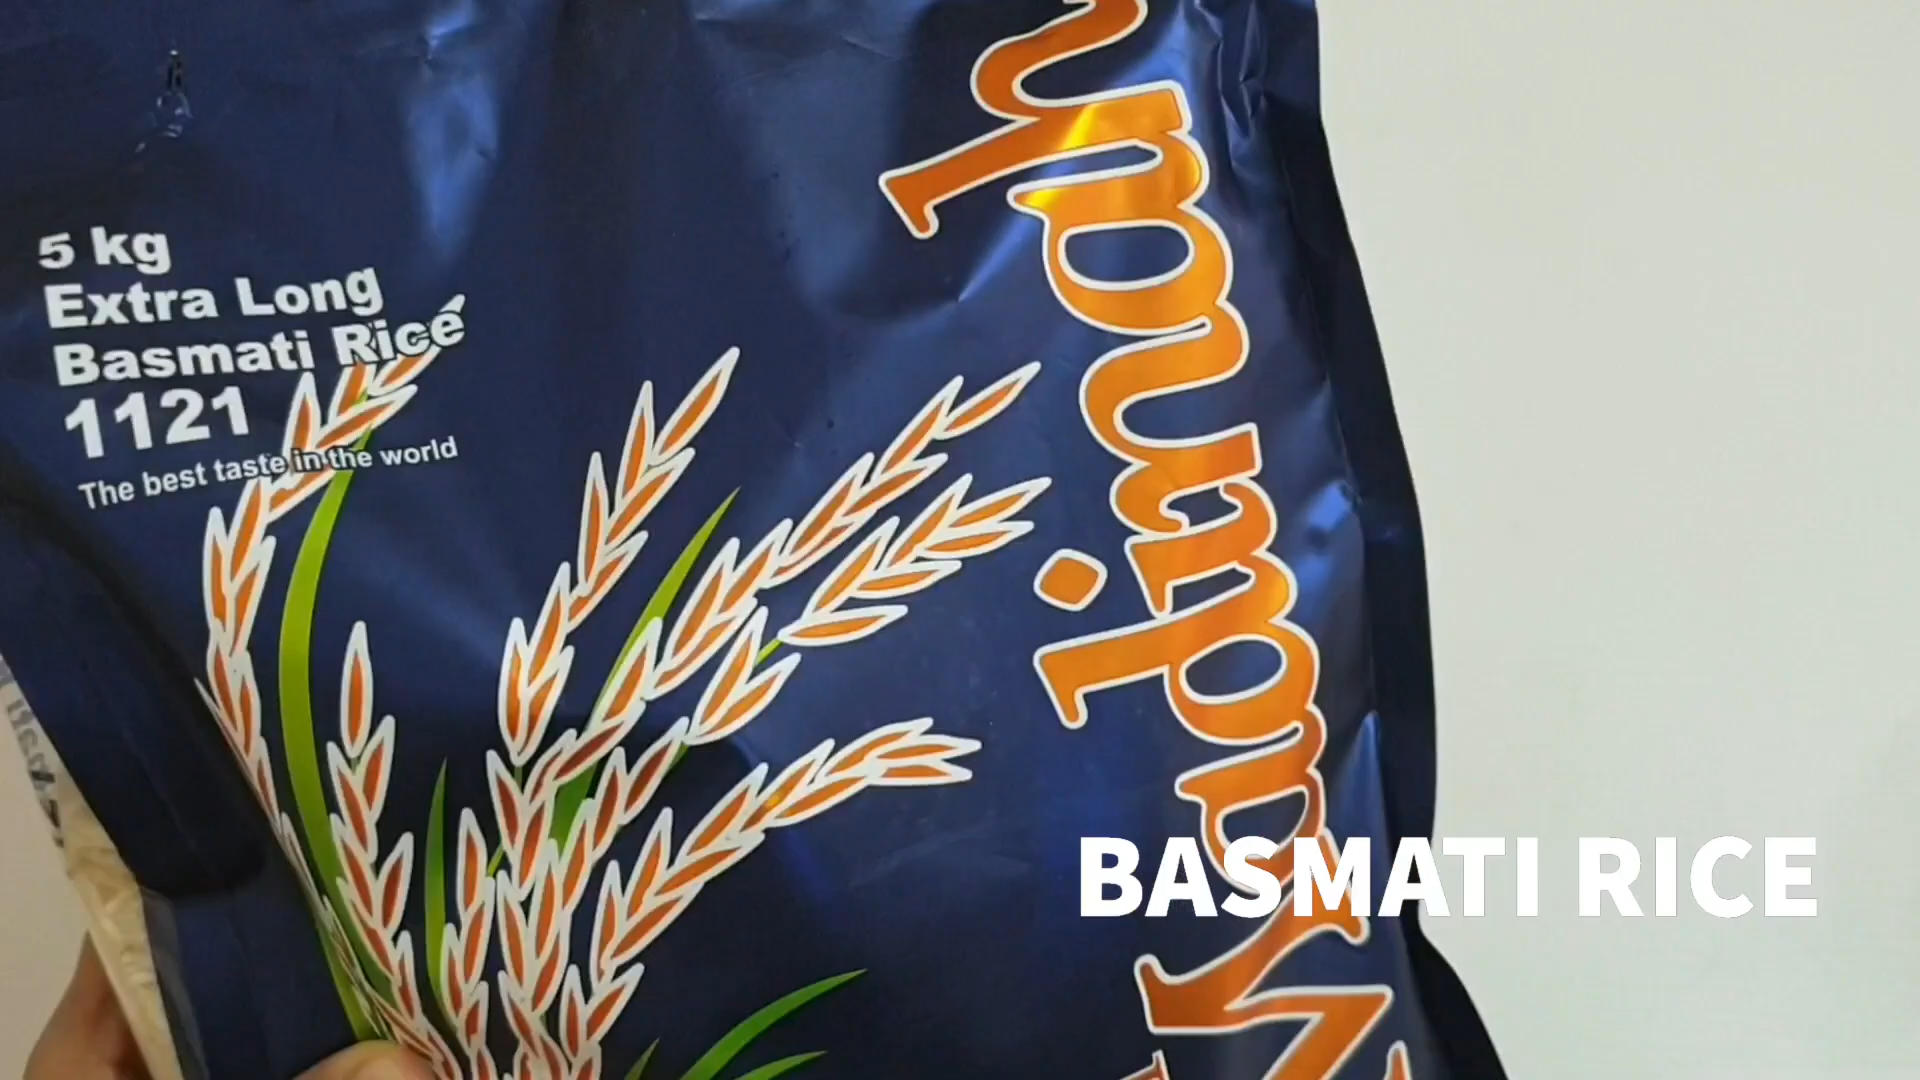 5 kg
Extra Long
Basmati Rice
1121
The best taste in the world
BASMATI RICE